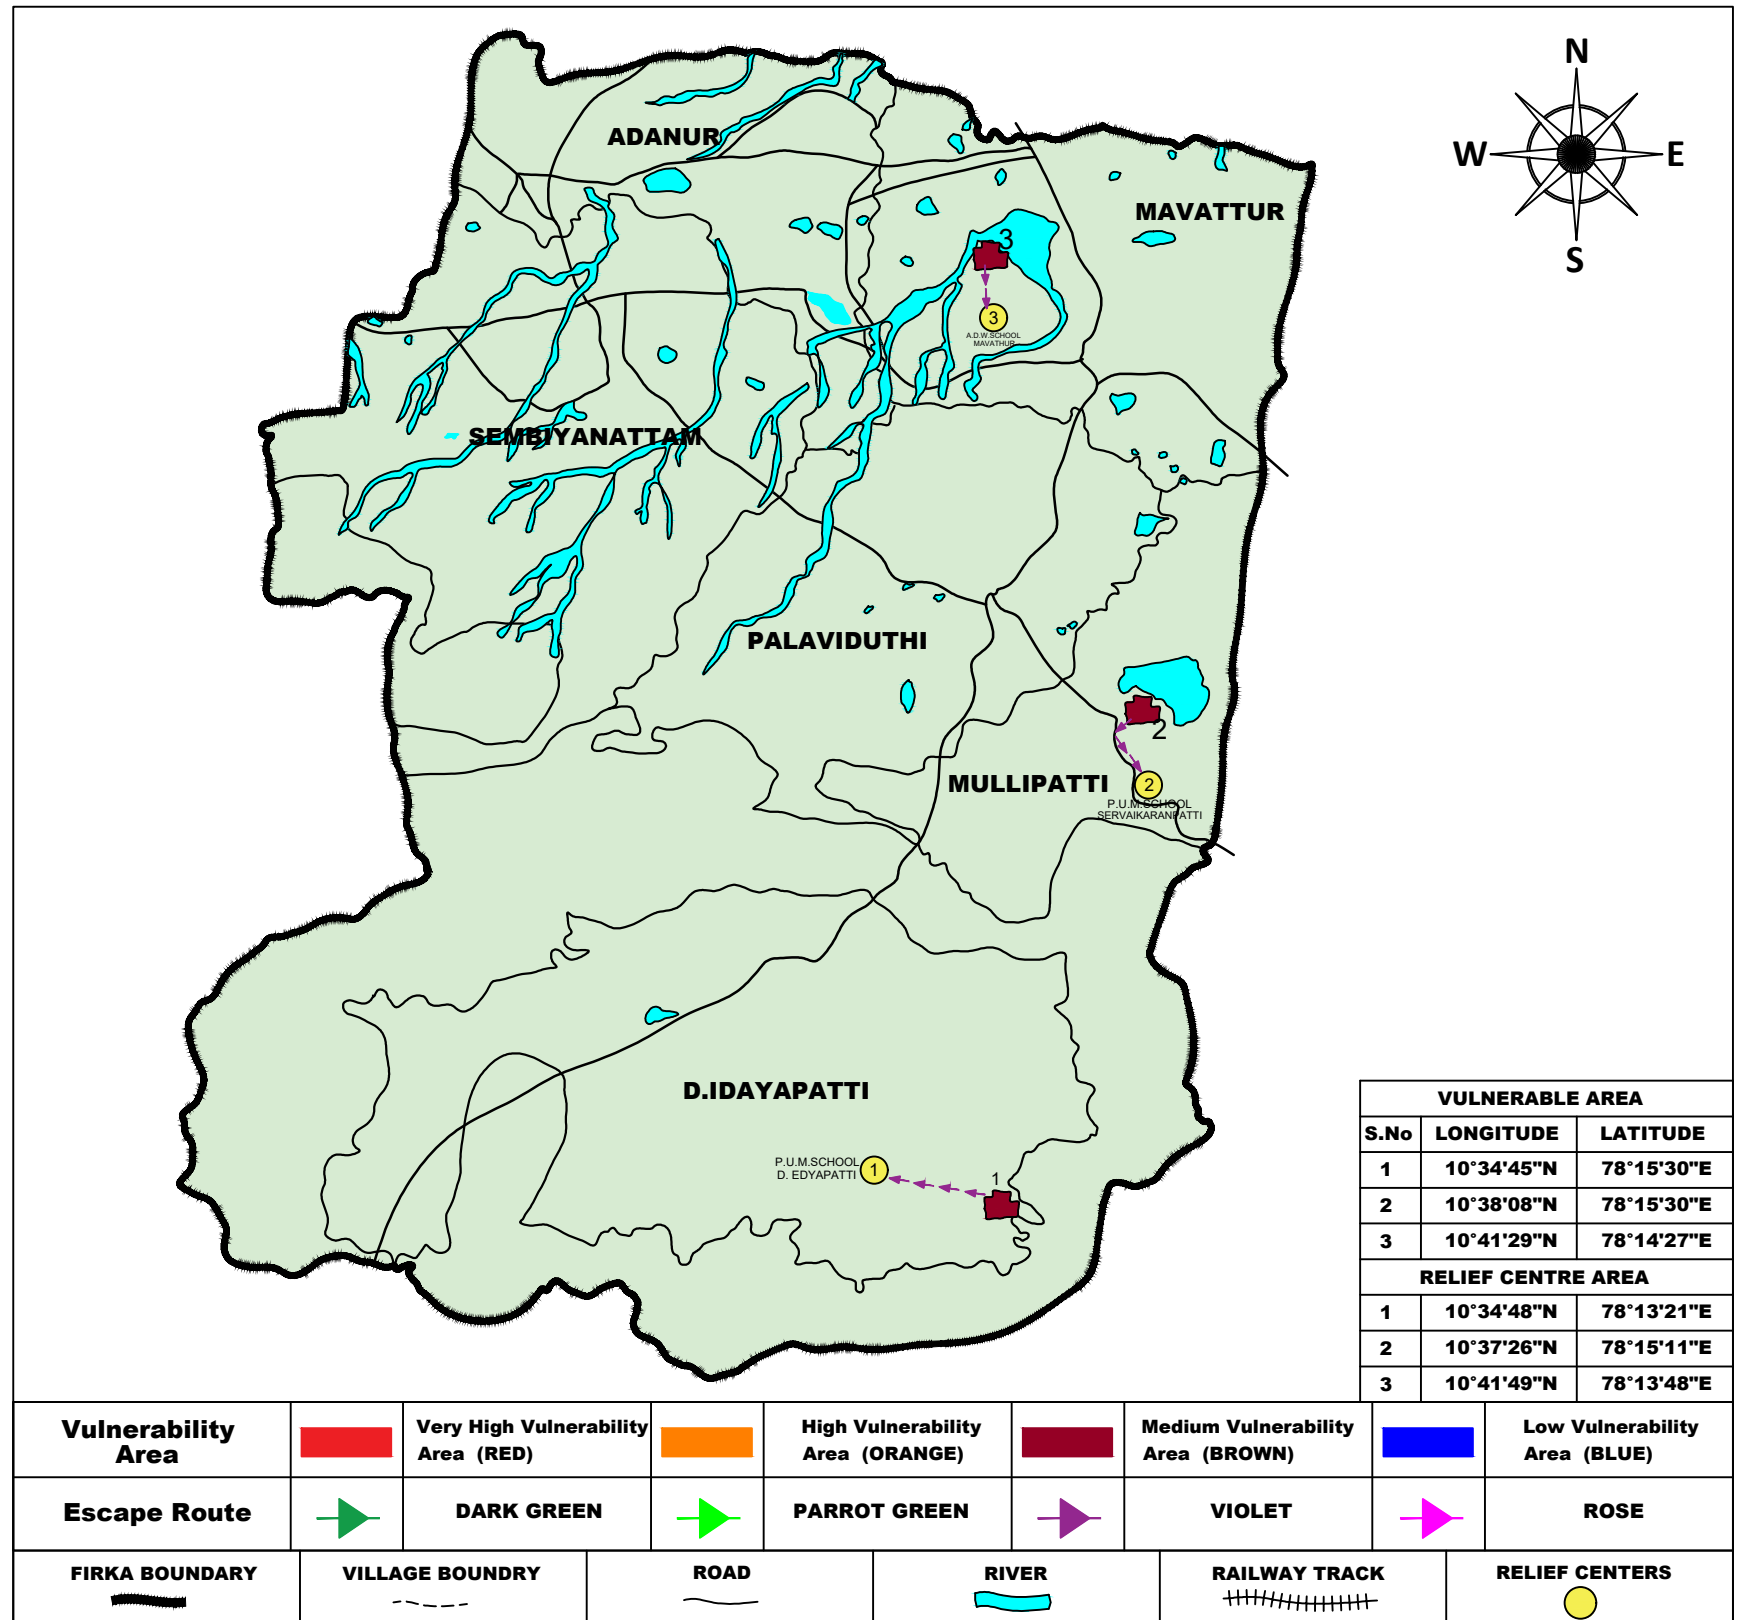 N
W E
S
ADANUR
MAVATTUR
3
3
A.D.W.SCHOOL
MAVATHUR
SEMBIYANATTAM
PALAVIDUTHI
2
MULLIPATTI
2
P.U.M.SCHOOL
SERVAIKARANPATTI
D.IDAYAPATTI
P.U.M.SCHOOL
D. EDYAPATTI
1
1
VULNERABLE AREA
S.No LONGITUDE LATITUDE
1 10°34'45"N 78°15'30"E
2 10°38'08"N 78°15'30"E
3 10°41'29"N 78°14'27"E
RELIEF CENTRE AREA
1 10°34'48"N 78°13'21"E
2 10°37'26"N 78°15'11"E
3 10°41'49"N 78°13'48"E
Vulnerability
Area
Very High Vulnerability
Area (RED)
High Vulnerability
Area (ORANGE)
Medium Vulnerability
Area (BROWN)
Low Vulnerability
Area (BLUE)
Escape Route DARK GREEN PARROT GREEN VIOLET ROSE
FIRKA BOUNDARY VILLAGE BOUNDRY ROAD RIVER RAILWAY TRACK RELIEF CENTERS